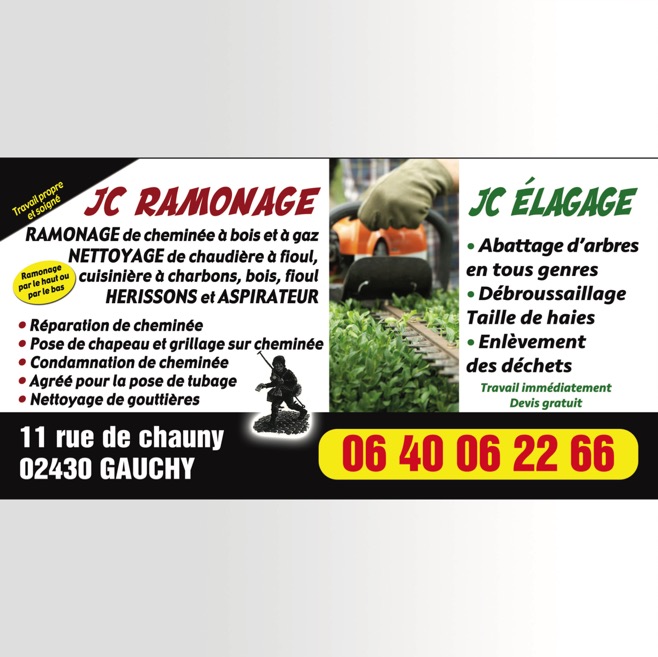 Travail propre
et soigné
JC RAMONAGE
RAMONAGE de cheminée à bois et à gaz
NETTOYAGE de chaudière à fioul,
cuisinière à charbons, bois, fioul
HERISSONS et ASPIRATEUR
Ramonage
par le haut ou
par le bas
• Réparation de cheminée
• Pose de chapeau et grillage sur cheminée
• Condamnation de cheminée
• Agréé pour la pose de tubage
• Nettoyage de gouttières
JC ÉLAGAGE
• Abattage d'arbres
en tous genres
• Débroussaillage
Taille de haies
• Enlèvement
des déchets
Travail immédiatement
Devis gratuit
11 rue de chauny
02430 GAUCHY
06 40 06 22 66